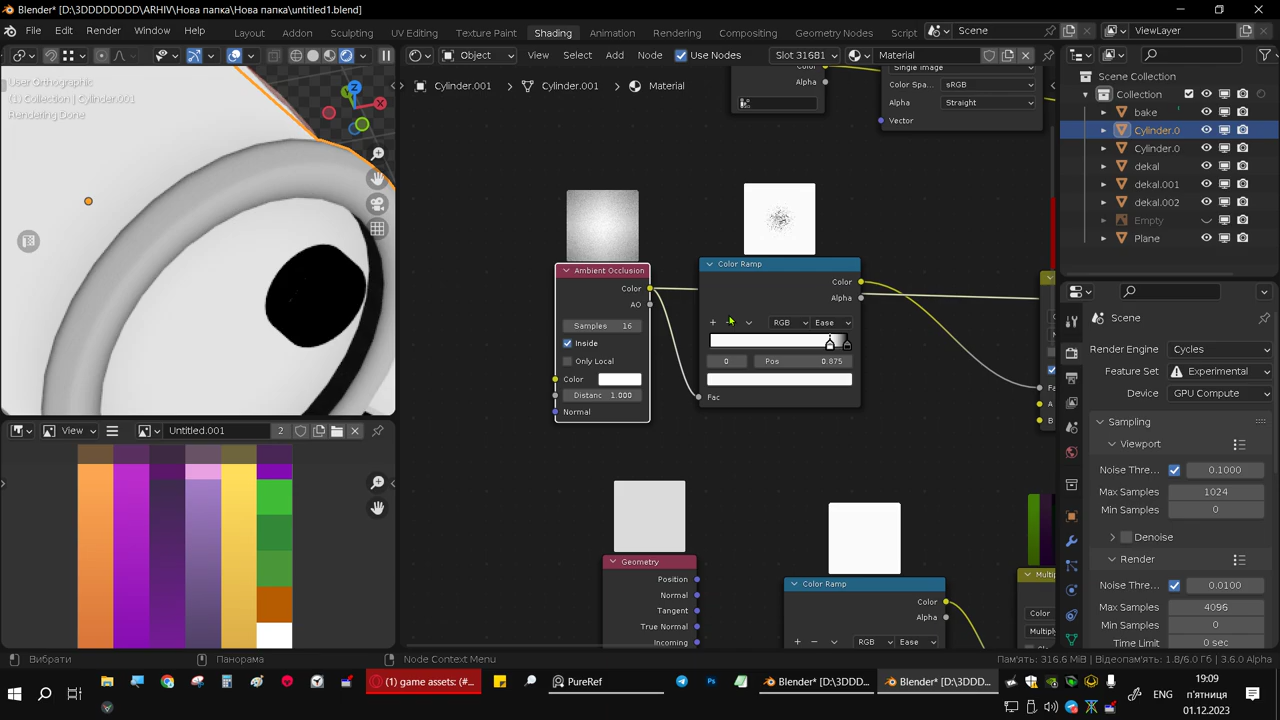 Blender* [D:\3DDDDDDDD\ARHIV\Нова папка\Нова папка\untitled1.blend]
File Edit Render Window Help
Layout Addon UV Editing Texture Paint Shading Animation Rendering Compositing Geometry Nodes Script
Scene ViewLayer
Object View Select Add Node Use Nodes Slot 316B1 Material
User Orthographic
(1) Collection | Cylinder.001
Rendering Done
Z
X
Y
Cylinder.001 Cylinder.001 Material
Color
Alpha
Single Image
Color Spa... sRGB
Alpha Straight
Vector
Scene Collection
Collection
bake
Cylinder.0
Cylinder.0
dekal
dekal.001
dekal.002
Empty
Plane
Ambient Occlusion
Color
AO
Samples 16
Inside
Only Local
Color
Distanc 1.000
Normal
Color Ramp
Color
Alpha
RGB Ease
0 Pos 0.875
Fac
Fa
A
B
Geometry
Position
Normal
Tangent
True Normal
Incoming
Color Ramp
Color
Alpha
RGB Ease
Multip
Color
Multiply
View Untitled.001 2
Scene
Render Engine Cycles
Feature Set Experimental
Device GPU Compute
Sampling
Viewport
Noise Thre... 0.1000
Max Samples 1024
Min Samples 0
Denoise
Render
Noise Thre... 0.0100
Max Samples 4096
Min Samples 0
Time Limit 0 sec
Вибрати Панорама Node Context Menu
Пам'ять: 316.6 MiB | Відеопам'ять: 1.8/6.0 ГіБ | 3.6.0 Alpha
(1) game assets: (#... PureRef Blender* [D:\3DDD... Blender* [D:\3DDD...
ENG
19:09
п'ятниця
01.12.2023